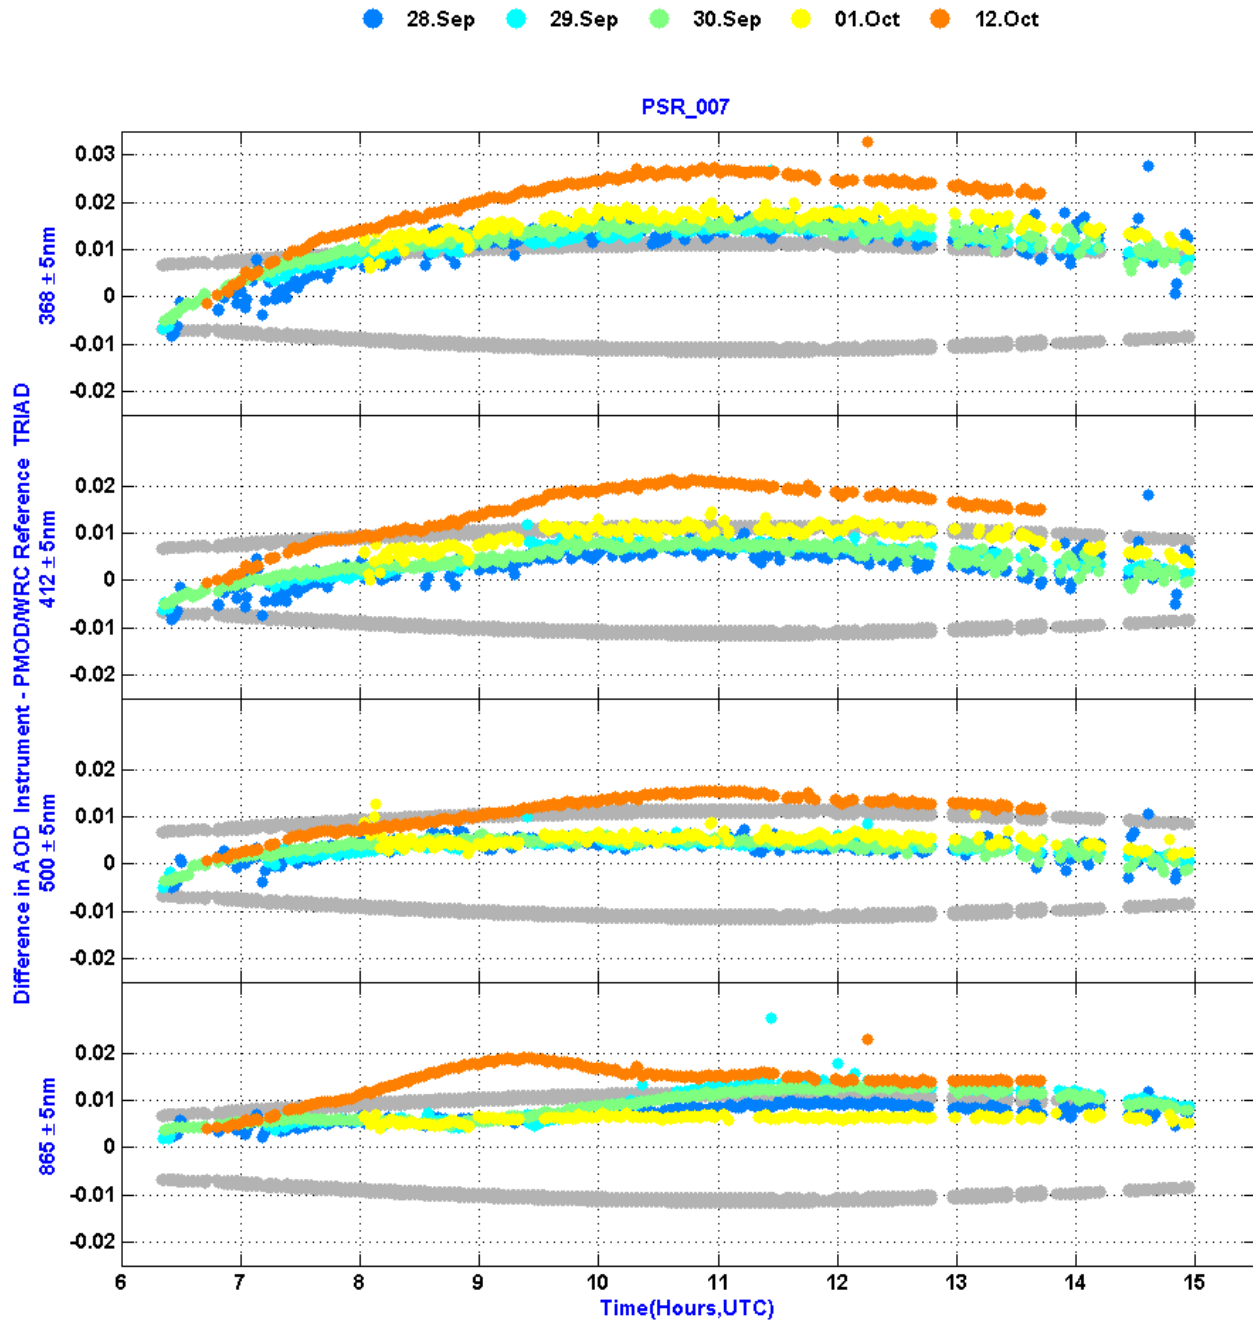 28.Sep 29.Sep 30.Sep 01.Oct 12.Oct
PSR_007
0.03
0.02
0.01
0
-0.01
-0.02
368 ± 5nm
0.02
0.01
0
-0.01
-0.02
412 ± 5nm
Difference in AOD Instrument - PMOD/WRC Reference TRIAD
0.02
0.01
0
-0.01
-0.02
500 ± 5nm
0.02
0.01
0
-0.01
-0.02
865 ± 5nm
6 7 8 9 10 11 12 13 14 15
Time(Hours,UTC)